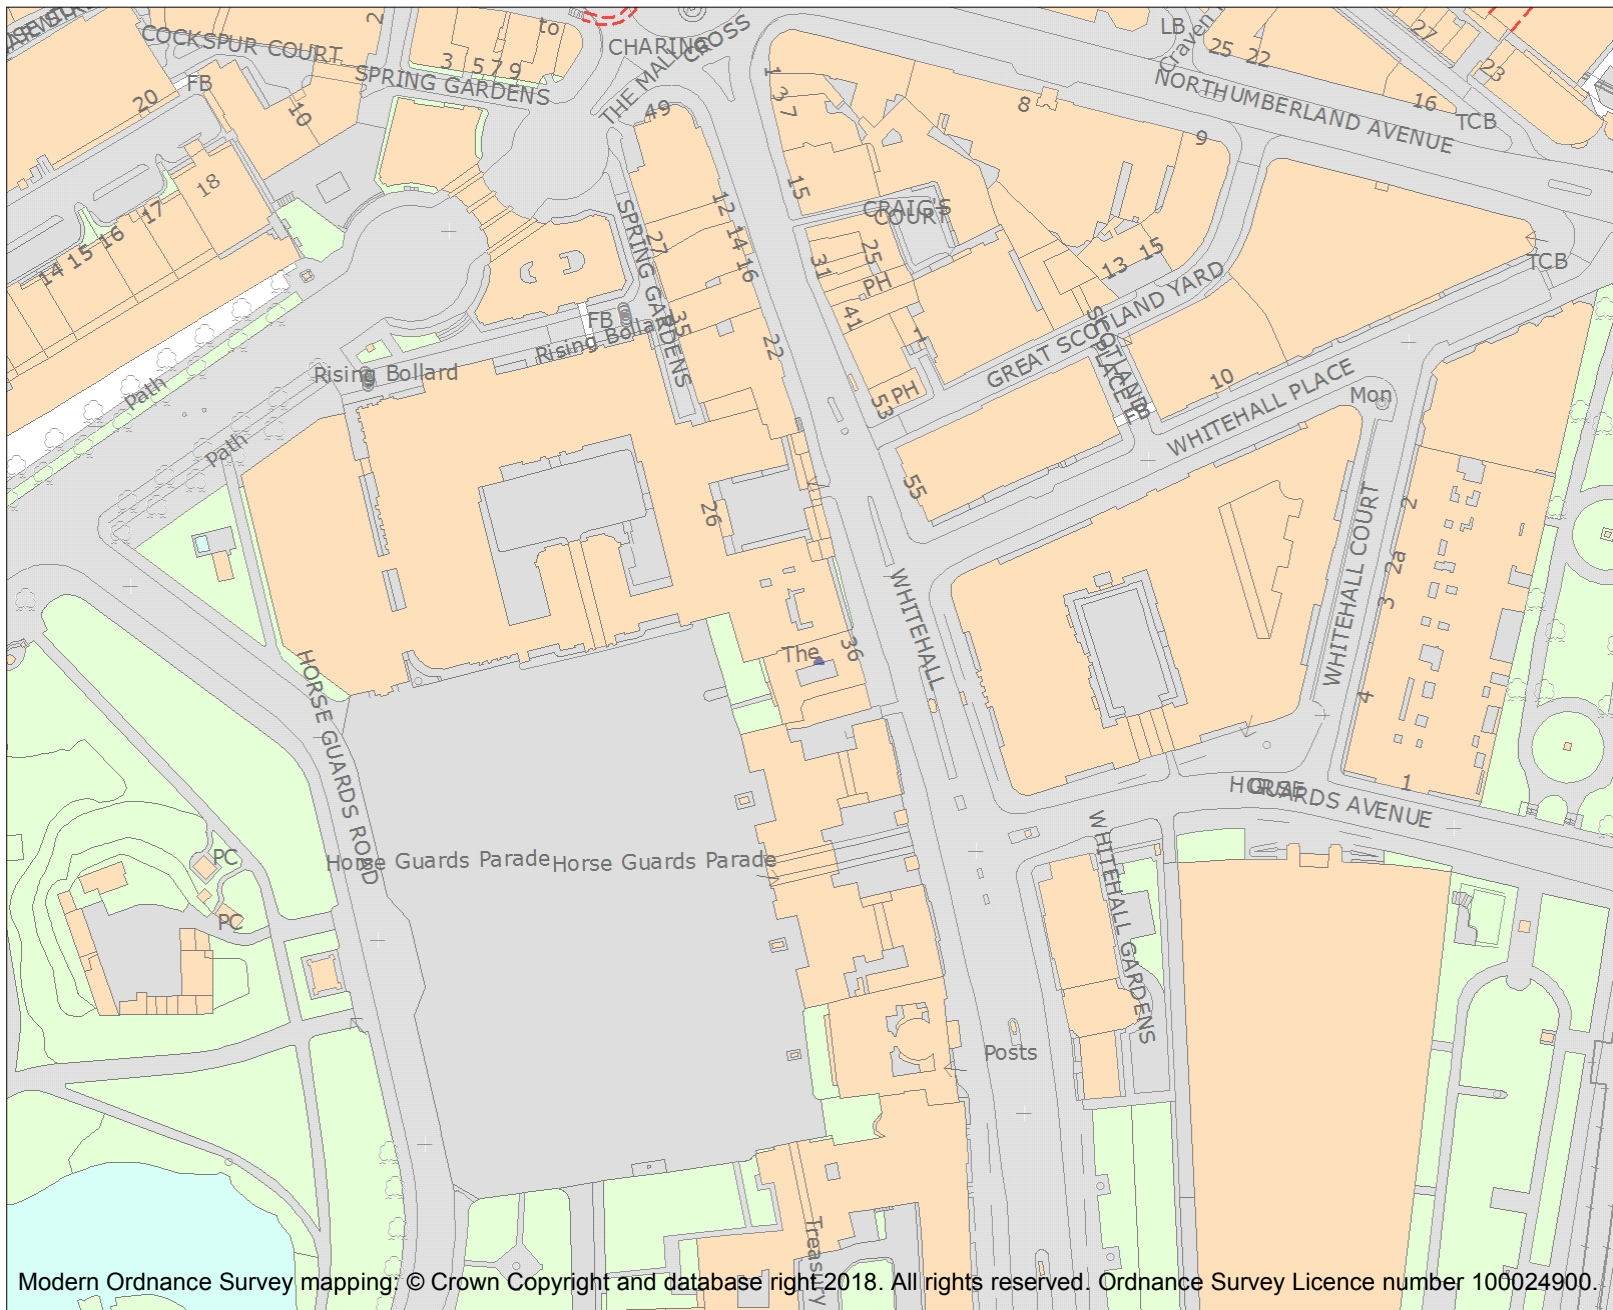 COCKSPUR COURT
2
to
CHARING
CROSS
THE MALL
LB
Craven
25
22
27
23
3
5
7
9
SPRING GARDENS
FB
20
10
49
1
3
7
8
NORTHUMBERLAND AVENUE
16
TCB
9
18
17
16
15
14
12
14
16
15
CRAIG'S
COURT
SPRING GARDENS
27
35
22
31
25
PH
41
1
PH
53
13
15
GREAT SCOTLAND YARD
SCOTLAND
PLACE
TCB
FB
Rising Bollard
Rising Bollard
Path
Path
10
WHITEHALL PLACE
Mon
55
26
WHITEHALL
WHITEHALL COURT
2
2a
3
4
1
The
36
HORSE GUARDS ROAD
HORSE
GUARDS AVENUE
Horse Guards Parade
Horse Guards Parade
WHITEHALL GARDENS
PC
PC
Posts
Treasury
Modern Ordnance Survey mapping: © Crown Copyright and database right 2018. All rights reserved. Ordnance Survey Licence number 100024900.